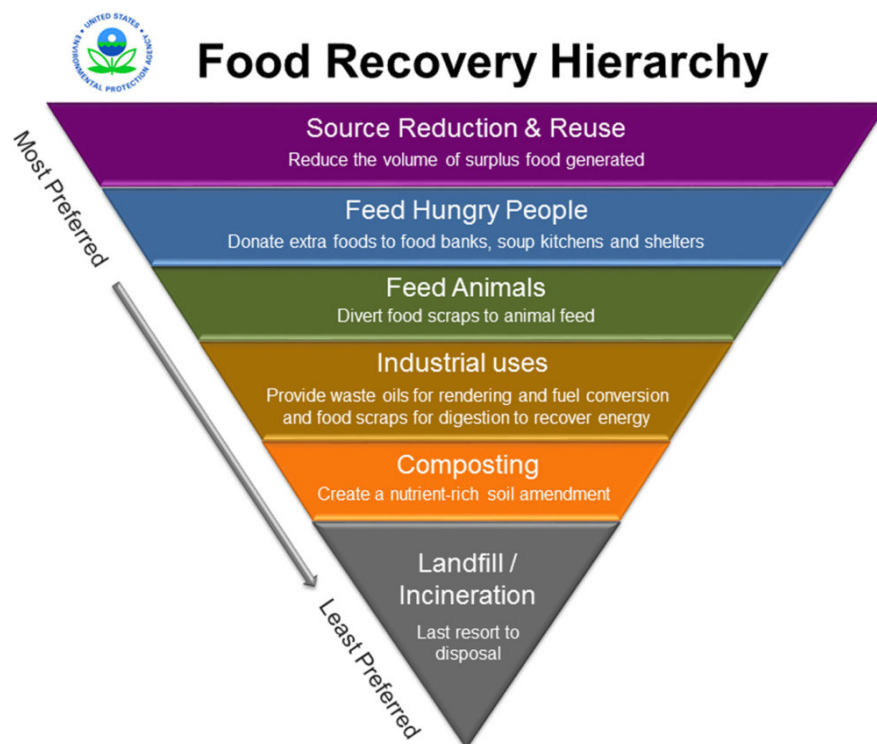 UNITED STATES
ENVIRONMENTAL PROTECTION AGENCY
Food Recovery Hierarchy
Most Preferred
Source Reduction & Reuse
Reduce the volume of surplus food generated
Feed Hungry People
Donate extra foods to food banks, soup kitchens and shelters
Feed Animals
Divert food scraps to animal feed
Industrial uses
Provide waste oils for rendering and fuel conversion
and food scraps for digestion to recover energy
Composting
Create a nutrient-rich soil amendment
Landfill /
Incineration
Last resort to
disposal
Least Preferred